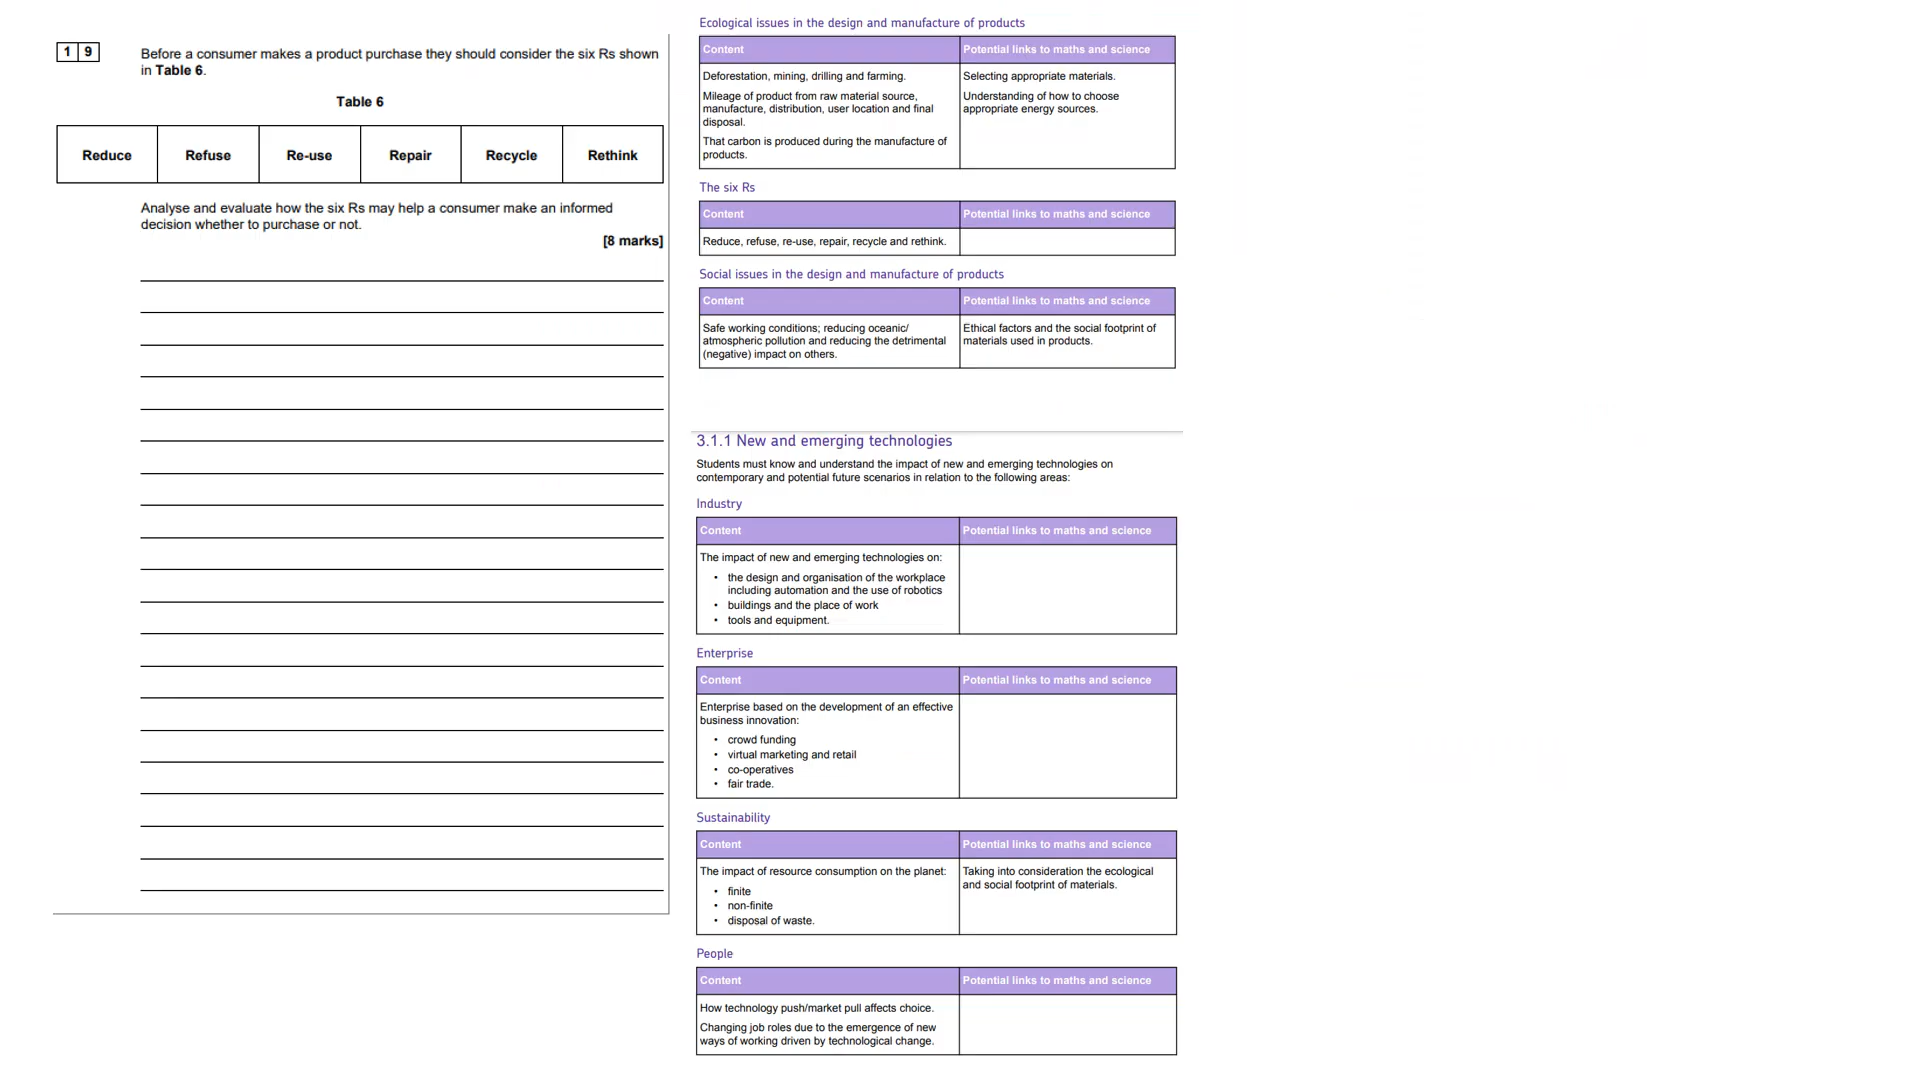 1 9
Before a consumer makes a product purchase they should consider the six Rs shown
in Table 6.
Table 6
Reduce Refuse Re-use Repair Recycle Rethink
Analyse and evaluate how the six Rs may help a consumer make an informed
decision whether to purchase or not.
[8 marks]
Ecological issues in the design and manufacture of products
Content Potential links to maths and science
Deforestation, mining, drilling and farming.
Mileage of product from raw material source,
manufacture, distribution, user location and final
disposal.
That carbon is produced during the manufacture of
products.
Selecting appropriate materials.
Understanding of how to choose
appropriate energy sources.
The six Rs
Content Potential links to maths and science
Reduce, refuse, re-use, repair, recycle and rethink.
Social issues in the design and manufacture of products
Content Potential links to maths and science
Safe working conditions; reducing oceanic/
atmospheric pollution and reducing the detrimental
(negative) impact on others.
Ethical factors and the social footprint of
materials used in products.
3.1.1 New and emerging technologies
Students must know and understand the impact of new and emerging technologies on
contemporary and potential future scenarios in relation to the following areas:
Industry
Content Potential links to maths and science
The impact of new and emerging technologies on:
• the design and organisation of the workplace
including automation and the use of robotics
• buildings and the place of work
• tools and equipment.
Enterprise
Content Potential links to maths and science
Enterprise based on the development of an effective
business innovation:
• crowd funding
• virtual marketing and retail
• co-operatives
• fair trade.
Sustainability
Content Potential links to maths and science
The impact of resource consumption on the planet:
• finite
• non-finite
• disposal of waste.
Taking into consideration the ecological
and social footprint of materials.
People
Content Potential links to maths and science
How technology push/market pull affects choice.
Changing job roles due to the emergence of new
ways of working driven by technological change.